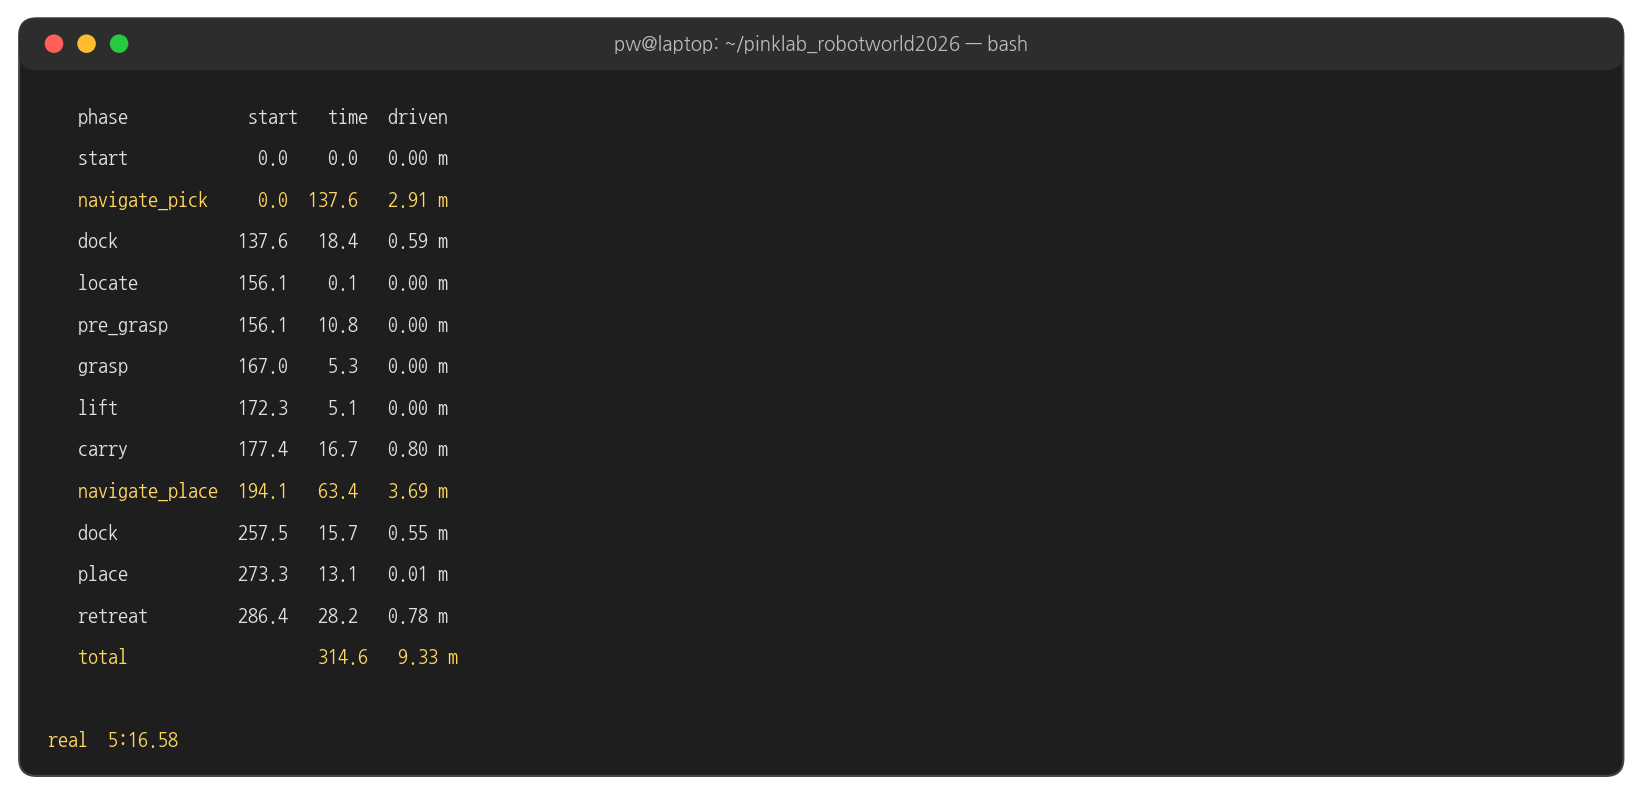 pw@laptop: ~/pinklab_robotworld2026 — bash
phase            start   time  driven
start             0.0    0.0   0.00 m
navigate_pick     0.0  137.6   2.91 m
dock            137.6   18.4   0.59 m
locate          156.1    0.1   0.00 m
pre_grasp       156.1   10.8   0.00 m
grasp           167.0    5.3   0.00 m
lift            172.3    5.1   0.00 m
carry           177.4   16.7   0.80 m
navigate_place  194.1   63.4   3.69 m
dock            257.5   15.7   0.55 m
place           273.3   13.1   0.01 m
retreat         286.4   28.2   0.78 m
total                   314.6   9.33 m
real  5:16.58